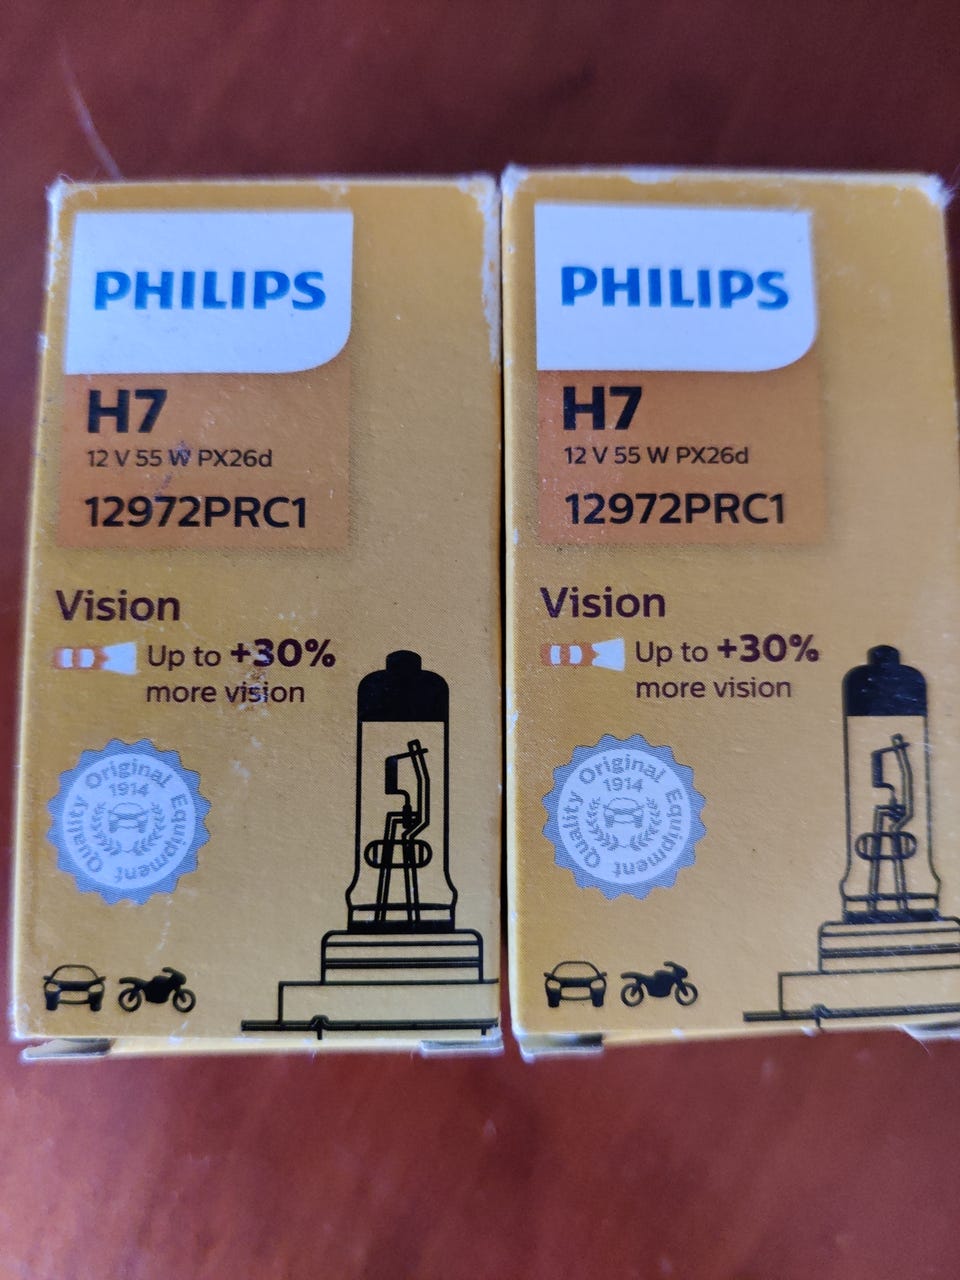 PHILIPS
H7
12 V 55 W PX26d
12972PRC1
Vision
Up to +30%
more vision
Original Equipment Quality
1914
PHILIPS
H7
12 V 55 W PX26d
12972PRC1
Vision
Up to +30%
more vision
Original Equipment Quality
1914